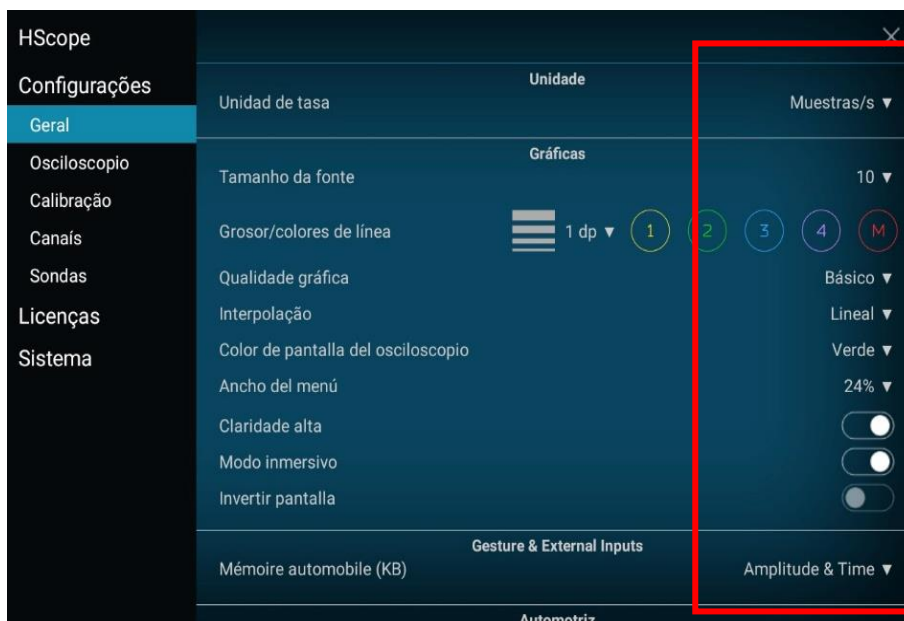 HScope
Configurações
Geral
Osciloscopio
Calibração
Canaís
Sondas
Licenças
Sistema
Unidade
Unidad de tasa Muestras/s ▼
Gráficas
Tamanho da fonte 10 ▼
Grosor/colores de línea 1 dp ▼ 1 2 3 4 M
Qualidade gráfica Básico ▼
Interpolação Lineal ▼
Color de pantalla del osciloscopio Verde ▼
Ancho del menú 24% ▼
Claridade alta
Modo inmersivo
Invertir pantalla
Gesture & External Inputs
Mémoire automobile (KB) Amplitude & Time ▼
Automotriz